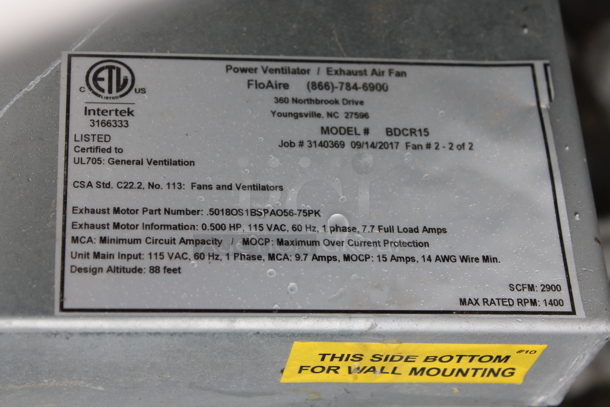 Power Ventilator / Exhaust Air Fan
FloAire (866)-784-6900
360 Northbrook Drive
Youngsville, NC 27596
MODEL # BDCR15
Job # 3140369 09/14/2017 Fan # 2 - 2 of 2
C ETL US
LISTED
Intertek
3166333
LISTED
Certified to
UL705: General Ventilation
CSA Std. C22.2, No. 113: Fans and Ventilators
Exhaust Motor Part Number: .5018OS1BSPAO56-75PK
Exhaust Motor Information: 0.500 HP, 115 VAC, 60 Hz, 1 phase, 7.7 Full Load Amps
MCA: Minimum Circuit Ampacity / MOCP: Maximum Over Current Protection
Unit Main Input: 115 VAC, 60 Hz, 1 Phase, MCA: 9.7 Amps, MOCP: 15 Amps, 14 AWG Wire Min.
Design Altitude: 88 feet
SCFM: 2900
MAX RATED RPM: 1400
THIS SIDE BOTTOM #10
FOR WALL MOUNTING